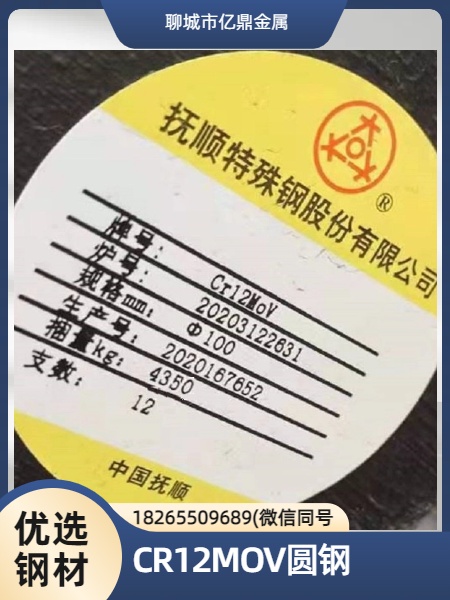 聊城市亿鼎金属
抚顺特殊钢股份有限公司
®
牌号: Cr12MoV
炉号: 20203122631
规格mm: Φ100
生产号: 2020167652
捆重kg: 4350
支数: 12
中国抚顺
优选
钢材
18265509689(微信同号
CR12MOV圆钢